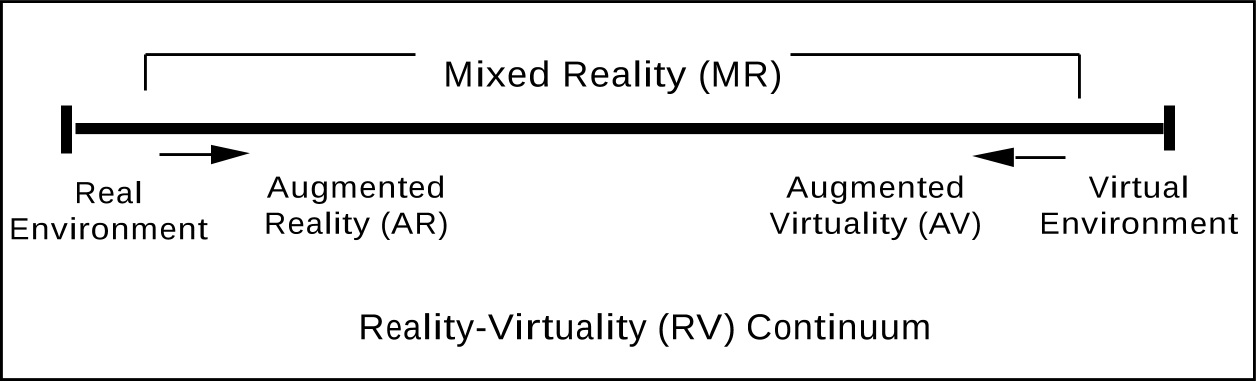 Mixed Reality (MR)
Real
Environment
Augmented
Reality (AR)
Augmented
Virtuality (AV)
Virtual
Environment
Reality-Virtuality (RV) Continuum